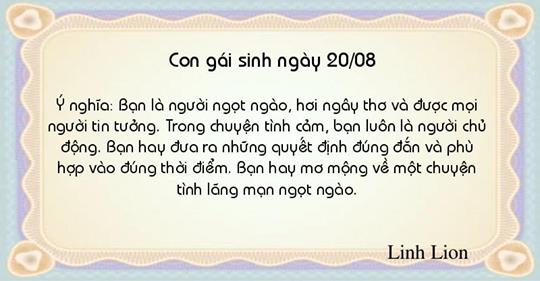 Con gái sinh ngày 20/08
Ý nghĩa: Bạn là người ngọt ngào, hơi ngây thơ và được mọi
người tin tưởng. Trong chuyện tình cảm, bạn luôn là người chủ
động. Bạn hay đưa ra những quyết định đúng đắn và phù
hợp vào đúng thời điểm. Bạn hay mơ mộng về một chuyện
tình lãng mạn ngọt ngào.
Linh Lion